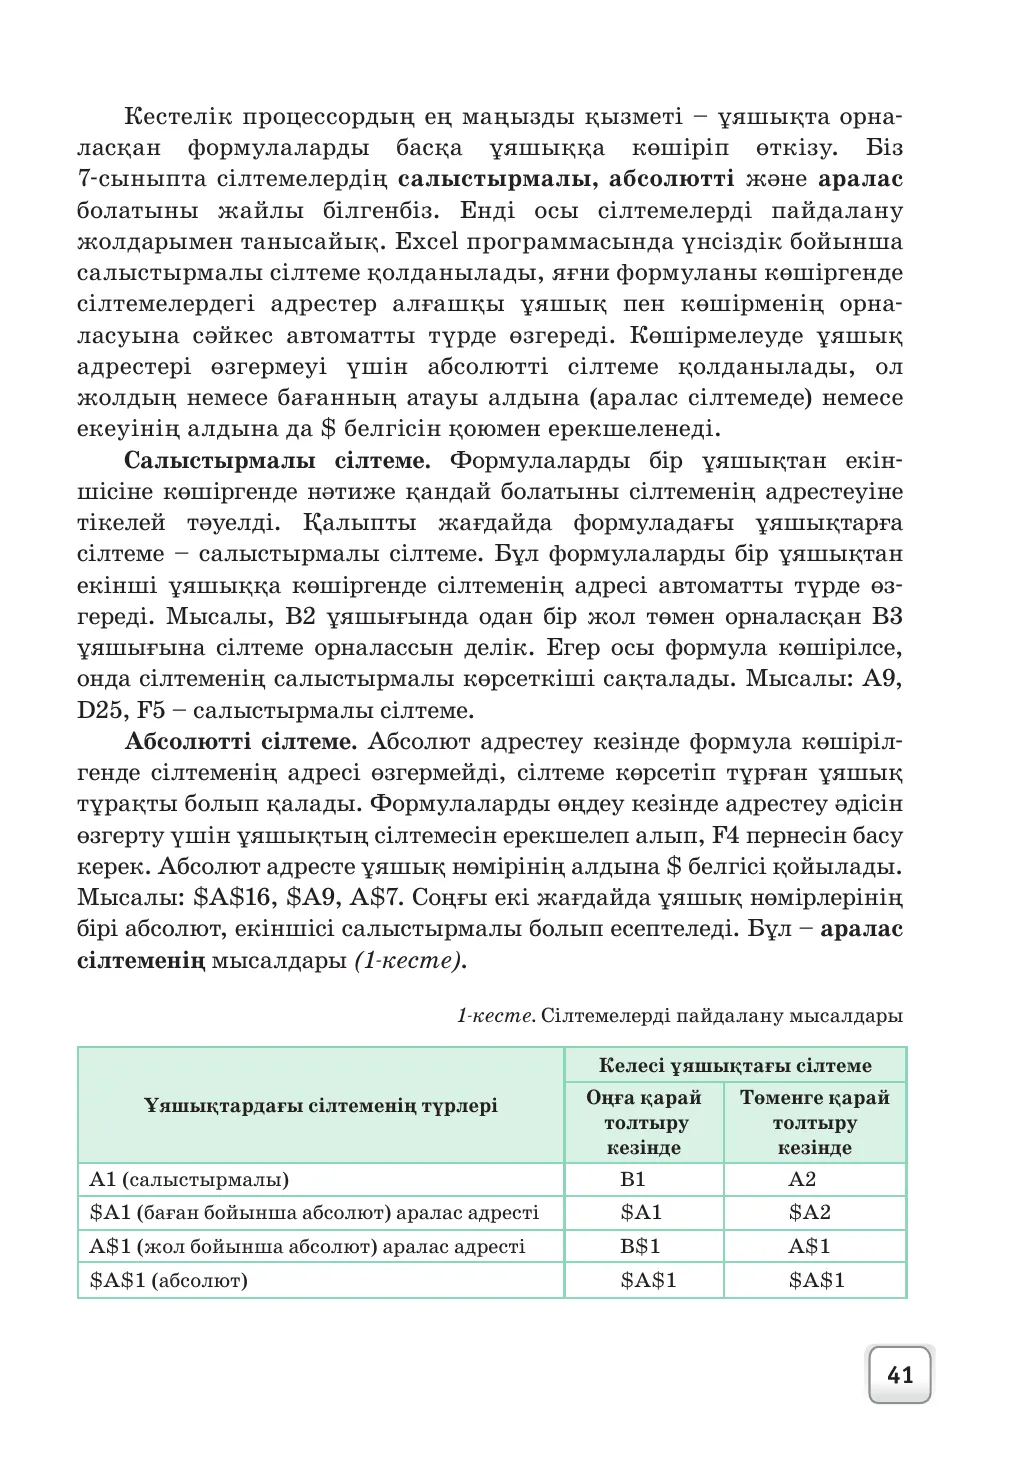 Кестелік процессордың ең маңызды қызметі – ұяшықта орна-
ласқан формулаларды басқа ұяшыққа көшіріп өткізу. Біз
7-сыныпта сілтемелердің салыстырмалы, абсолютті және аралас
болатыны жайлы білгенбіз. Енді осы сілтемелерді пайдалану
жолдарымен танысайық. Excel программасында үнсіздік бойынша
салыстырмалы сілтеме қолданылады, яғни формуланы көшіргенде
сілтемелердегі адрестер алғашқы ұяшық пен көшірменің орна-
ласуына сәйкес автоматты түрде өзгереді. Көшірмелеуде ұяшық
адрестері өзгермеуі үшін абсолютті сілтеме қолданылады, ол
жолдың немесе бағанның атауы алдына (аралас сілтемеде) немесе
екеуінің алдына да $ белгісін қоюмен ерекшеленеді.
Салыстырмалы сілтеме. Формулаларды бір ұяшықтан екін-
шісіне көшіргенде нәтиже қандай болатыны сілтеменің адрестеуіне
тікелей тәуелді. Қалыпты жағдайда формуладағы ұяшықтарға
сілтеме – салыстырмалы сілтеме. Бұл формулаларды бір ұяшықтан
екінші ұяшыққа көшіргенде сілтеменің адресі автоматты түрде өз-
гереді. Мысалы, B2 ұяшығында одан бір жол төмен орналасқан B3
ұяшығына сілтеме орналассын делік. Егер осы формула көшірілсе,
онда сілтеменің салыстырмалы көрсеткіші сақталады. Мысалы: A9,
D25, F5 – салыстырмалы сілтеме.
Абсолютті сілтеме. Абсолют адрестеу кезінде формула көшіріл-
генде сілтеменің адресі өзгермейді, сілтеме көрсетіп тұрған ұяшық
тұрақты болып қалады. Формулаларды өңдеу кезінде адрестеу әдісін
өзгерту үшін ұяшықтың сілтемесін ерекшелеп алып, F4 пернесін басу
керек. Абсолют адресте ұяшық нөмірінің алдына $ белгісі қойылады.
Мысалы: $A$16, $A9, A$7. Соңғы екі жағдайда ұяшық нөмірлерінің
бірі абсолют, екіншісі салыстырмалы болып есептеледі. Бұл – аралас
сілтеменің мысалдары (1-кесте).
1-кесте. Сілтемелерді пайдалану мысалдары
Ұяшықтардағы сілтеменің түрлері
Келесі ұяшықтағы сілтеме
Оңға қарай
толтыру
кезінде
Төменге қарай
толтыру
кезінде
A1 (салыстырмалы) B1 A2
$A1 (баған бойынша абсолют) аралас адресті $A1 $A2
A$1 (жол бойынша абсолют) аралас адресті B$1 A$1
$A$1 (абсолют) $A$1 $A$1
41